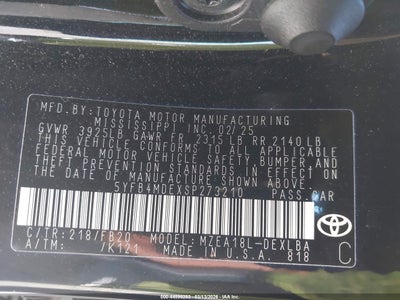 MFD.BY:TOYOTA MOTOR MANUFACTURING
MISSISSIPPI INC. 02/25
GVWR 3925LB GAWR FR 2315 LB RR 2140 LB
THIS VEHICLE CONFORMS TO ALL APPLICABLE
FEDERAL MOTOR VEHICLE SAFETY, BUMPER, AND
THEFT PREVENTION STANDARDS IN EFFECT ON
THE DATE OF MANUFACTURE SHOWN ABOVE.
5YFB4MDEXSP273210 PASS.CAR
C/TR:218/FB20 MZEA18L-DEXLBA
A/TM: /K121 MADE IN U.S.A. 818
TOYOTA
C